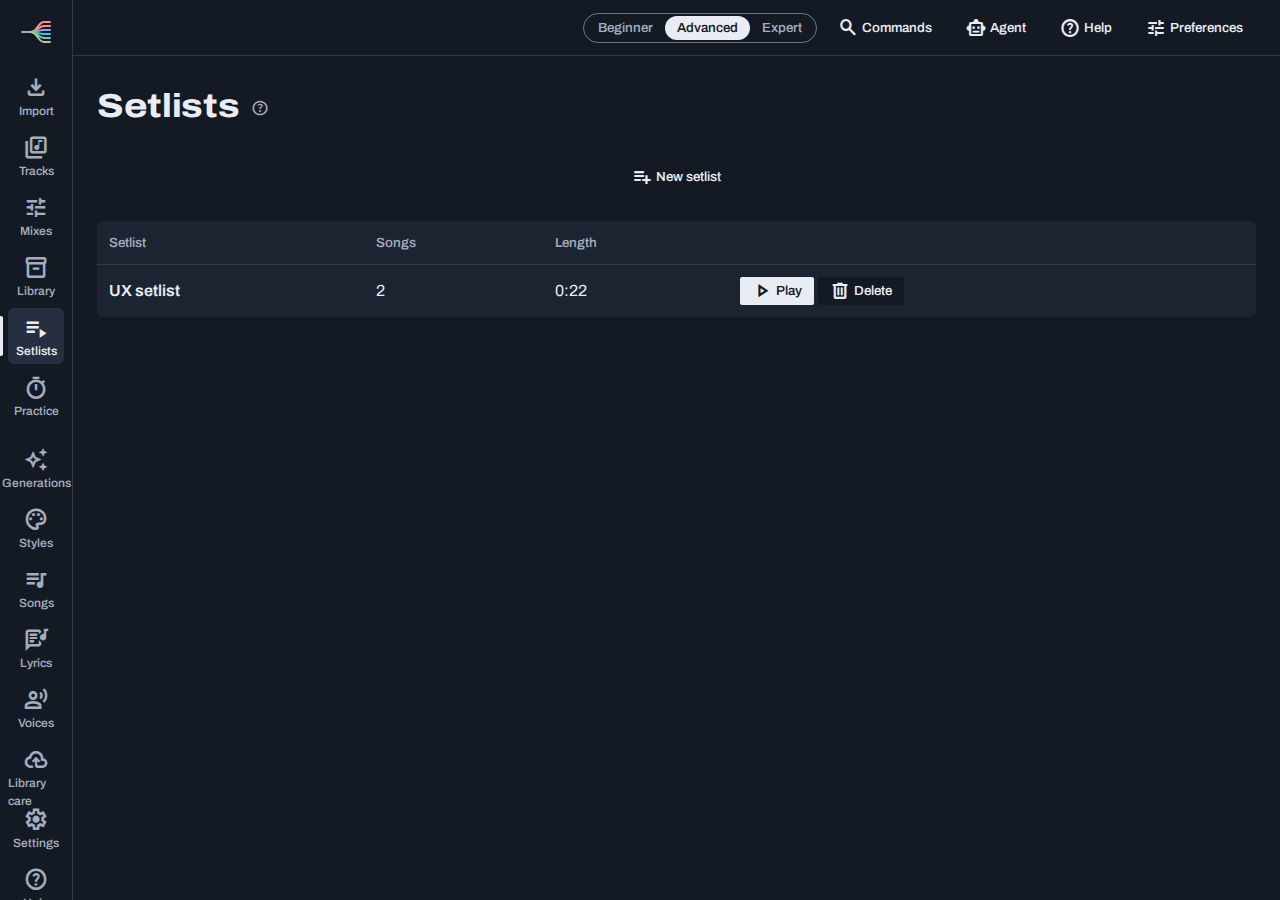 Beginner
Advanced
Expert
Commands
Agent
Help
Preferences
Import
Tracks
Mixes
Library
Setlists
Practice
Generations
Styles
Songs
Lyrics
Voices
Library
care
Settings
Setlists
New setlist
Setlist Songs Length
UX setlist 2 0:22 Play Delete